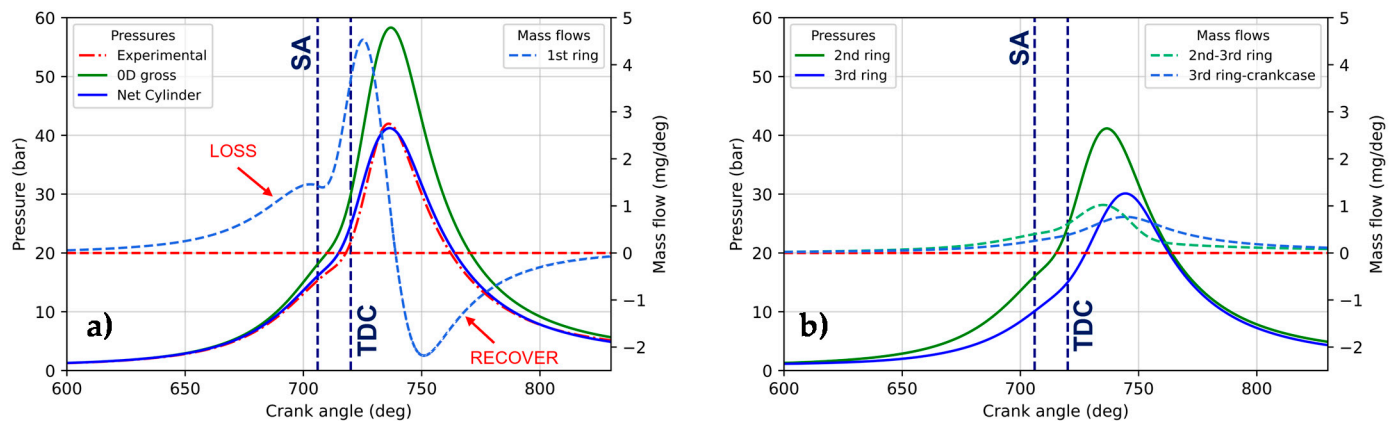 60
50
40
30
20
10
0
Pressure (bar)
600
650
700
750
800
Crank angle (deg)
5
4
3
2
1
0
−1
−2
Mass flow (mg/deg)
Pressures
Experimental
0D gross
Net Cylinder
Mass flows
1st ring
SA
TDC
LOSS
RECOVER
a)
60
50
40
30
20
10
0
Pressure (bar)
600
650
700
750
800
Crank angle (deg)
5
4
3
2
1
0
−1
−2
Mass flow (mg/deg)
Pressures
2nd ring
3rd ring
Mass flows
2nd-3rd ring
3rd ring-crankcase
SA
TDC
b)